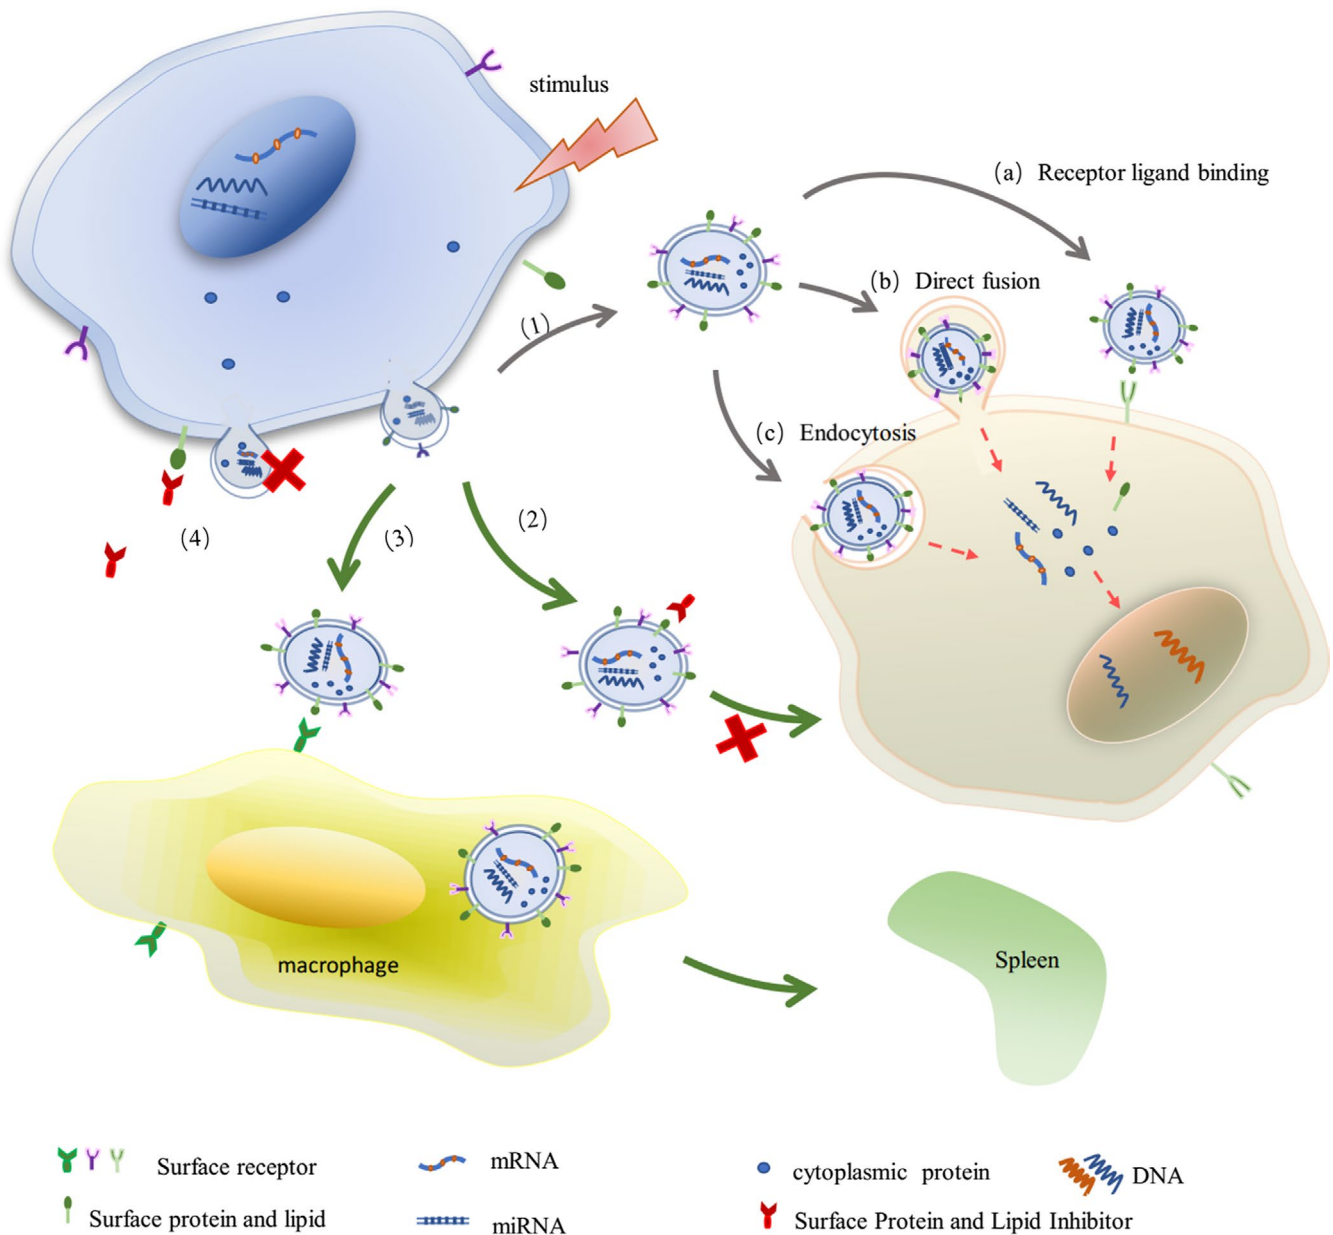 stimulus
(a) Receptor ligand binding
(b) Direct fusion
(1)
(c) Endocytosis
(2)
(3)
(4)
macrophage
Spleen
Surface receptor
mRNA
cytoplasmic protein
DNA
Surface protein and lipid
miRNA
Surface Protein and Lipid Inhibitor